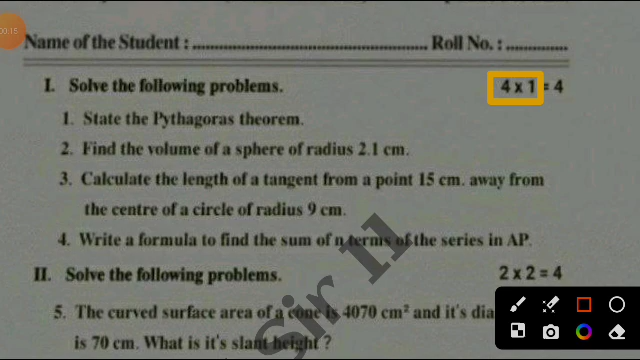 00:15
Name of the Student : ................................................ Roll No. : .............
I. Solve the following problems. 4 x 1 = 4
1. State the Pythagoras theorem.
2. Find the volume of a sphere of radius 2.1 cm.
3. Calculate the length of a tangent from a point 15 cm. away from
the centre of a circle of radius 9 cm.
4. Write a formula to find the sum of n terms of the series in AP.
II. Solve the following problems. 2 x 2 = 4
5. The curved surface area of a cone is 4070 cm² and it's dia
is 70 cm. What is it's slant height ?
Sir 11